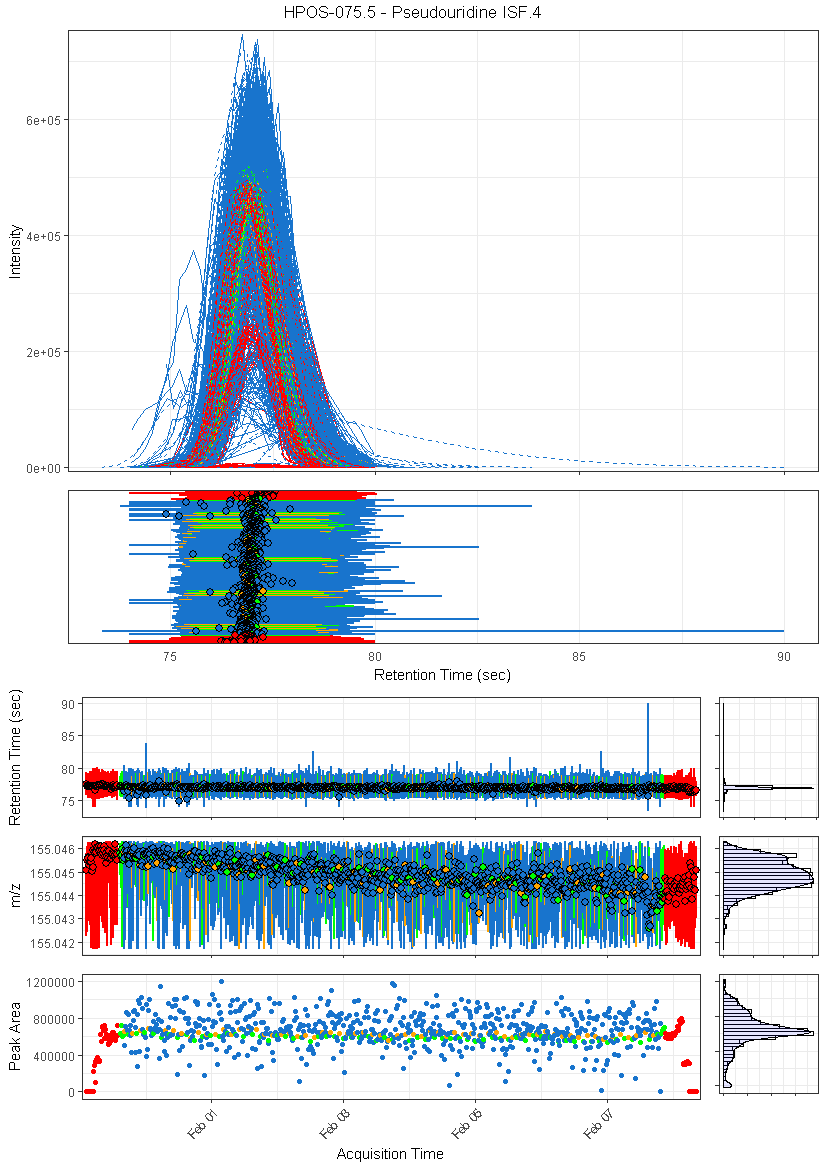 HPOS-075.5 - Pseudouridine ISF.4
6e+05
4e+05
2e+05
0e+00
Intensity
75 80 85 90
Retention Time (sec)
90
85
80
75
Retention Time (sec)
155.046
155.045
155.044
155.043
155.042
m/z
1200000
800000
400000
0
Peak Area
Feb 01 Feb 03 Feb 05 Feb 07
Acquisition Time